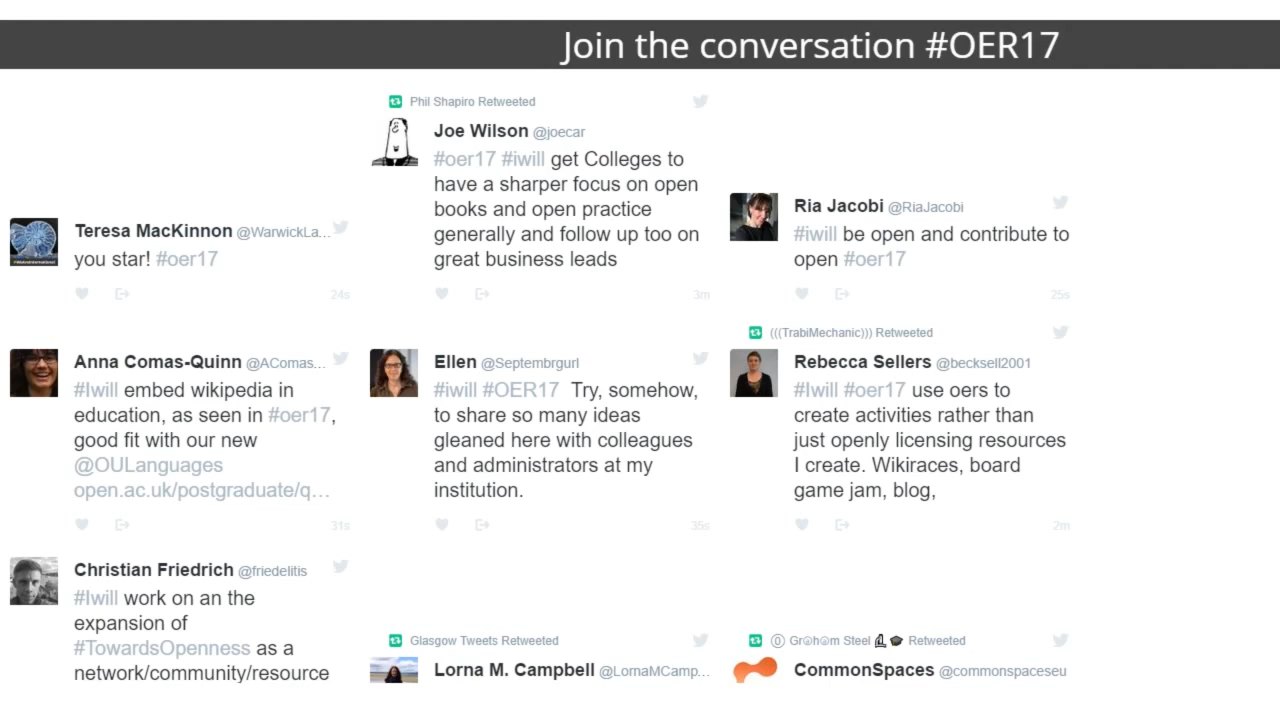 Join the conversation #OER17
Teresa MacKinnon @WarwickLa...
you star! #oer17
24s
Phil Shapiro Retweeted
Joe Wilson @joecar
#oer17 #iwill get Colleges to
have a sharper focus on open
books and open practice
generally and follow up too on
great business leads
3m
Ria Jacobi @RiaJacobi
#iwill be open and contribute to
open #oer17
25s
Anna Comas-Quinn @AComas...
#Iwill embed wikipedia in
education, as seen in #oer17,
good fit with our new
@OULanguages
open.ac.uk/postgraduate/q...
31s
Ellen @Septembrgurl
#iwill #OER17 Try, somehow,
to share so many ideas
gleaned here with colleagues
and administrators at my
institution.
35s
(((TrabiMechanic))) Retweeted
Rebecca Sellers @becksell2001
#Iwill #oer17 use oers to
create activities rather than
just openly licensing resources
I create. Wikiraces, board
game jam, blog,
2m
Christian Friedrich @friedelitis
#Iwill work on an the
expansion of
#TowardsOpenness as a
network/community/resource
Glasgow Tweets Retweeted
Lorna M. Campbell @LornaMCamp...
Steel Retweeted
CommonSpaces @commonspaceseu